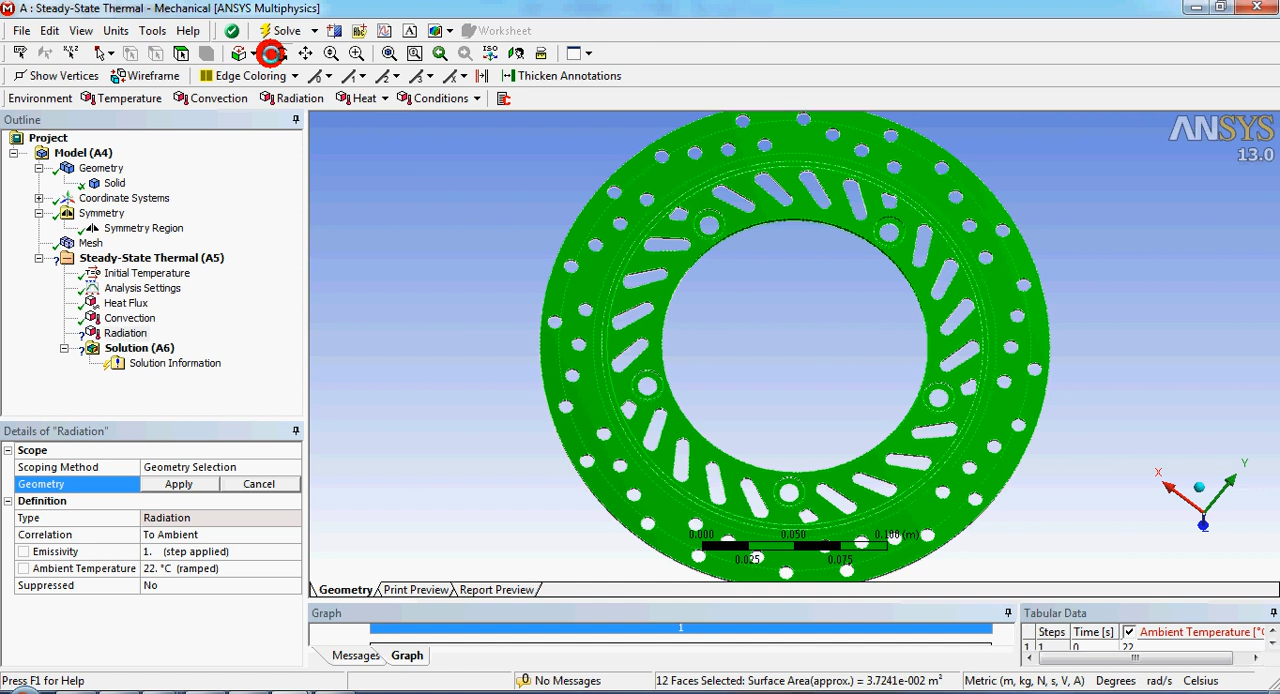 A : Steady-State Thermal - Mechanical [ANSYS Multiphysics]
File Edit View Units Tools Help Solve Worksheet
Show Vertices Wireframe Edge Coloring Thicken Annotations
Environment Temperature Convection Radiation Heat Conditions
Outline
Project
Model (A4)
Geometry
Solid
Coordinate Systems
Symmetry
Symmetry Region
Mesh
Steady-State Thermal (A5)
Initial Temperature
Analysis Settings
Heat Flux
Convection
Radiation
Solution (A6)
Solution Information
Details of "Radiation"
Scope
Scoping Method Geometry Selection
Geometry Apply Cancel
Definition
Type Radiation
Correlation To Ambient
Emissivity 1. (step applied)
Ambient Temperature 22. °C (ramped)
Suppressed No
ANSYS
13.0
X Y Z
0.000 0.050 0.100 (m)
0.025 0.075
Geometry Print Preview Report Preview
Graph
1
Messages Graph
Tabular Data
Steps Time [s] Ambient Temperature [°C
1 1 0. 22.
Press F1 for Help No Messages 12 Faces Selected: Surface Area(approx.) = 3.7241e-002 m² Metric (m, kg, N, s, V, A) Degrees rad/s Celsius